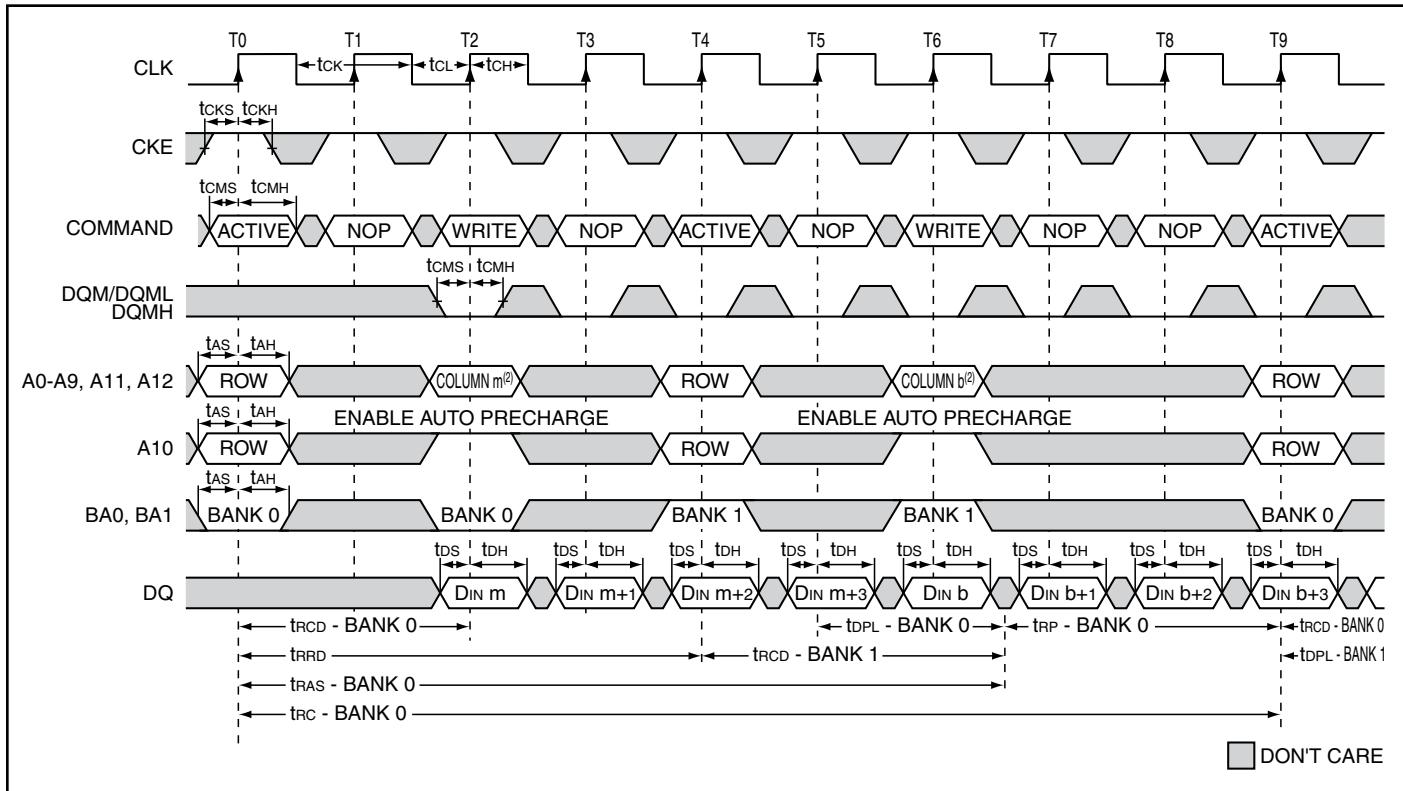 T0 T1 T2 T3 T4 T5 T6 T7 T8 T9
CLK tCK tCL tCH
tCKS tCKH
CKE
tCMS tCMH
COMMAND ACTIVE NOP WRITE NOP ACTIVE NOP WRITE NOP NOP ACTIVE
tCMS tCMH
DQM/DQML
DQMH
tAS tAH
A0-A9, A11, A12 ROW COLUMN m(2) ROW COLUMN b(2) ROW
tAS tAH ENABLE AUTO PRECHARGE ENABLE AUTO PRECHARGE
A10 ROW ROW ROW
tAS tAH
BA0, BA1 BANK 0 BANK 0 BANK 1 BANK 1 BANK 0
tDS tDH tDS tDH tDS tDH tDS tDH tDS tDH tDS tDH tDS tDH tDS tDH
DQ DIN m DIN m+1 DIN m+2 DIN m+3 DIN b DIN b+1 DIN b+2 DIN b+3
tRCD - BANK 0 tDPL - BANK 0 tRP - BANK 0 tRCD - BANK 0
tRRD tRCD - BANK 1 tDPL - BANK 1
tRAS - BANK 0
tRC - BANK 0
DON'T CARE